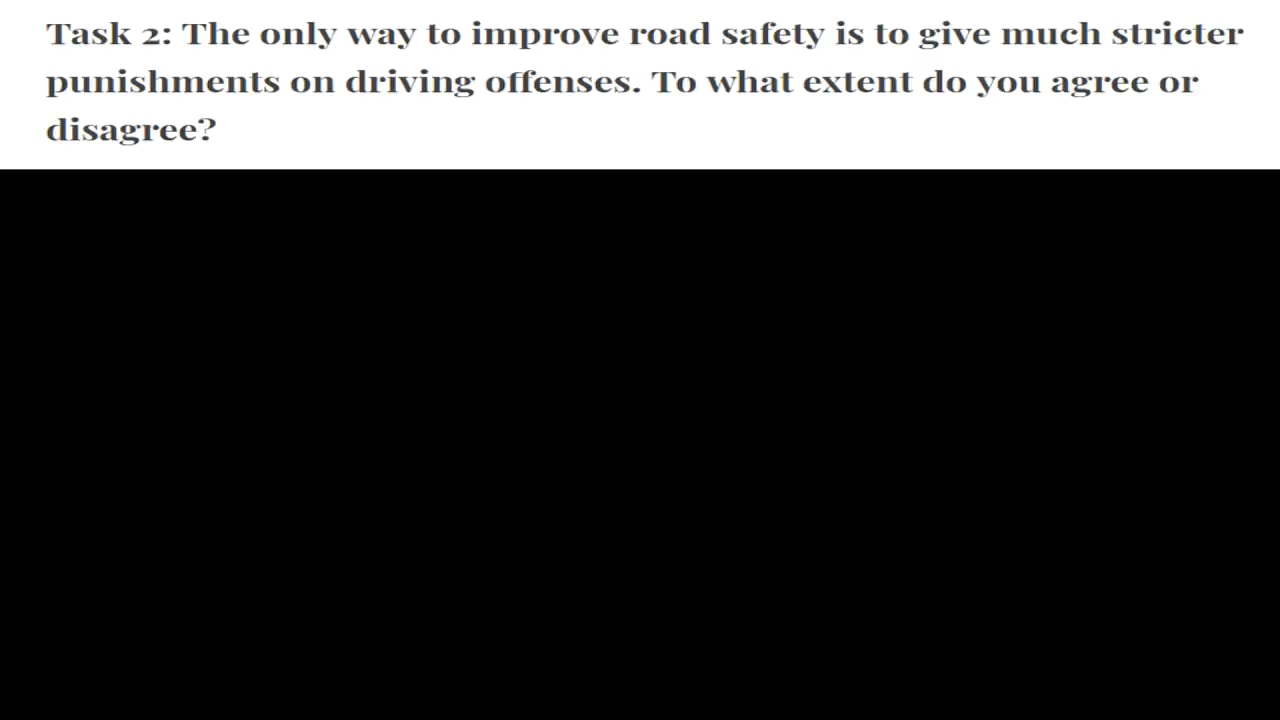 Task 2: The only way to improve road safety is to give much stricter
punishments on driving offenses. To what extent do you agree or
disagree?